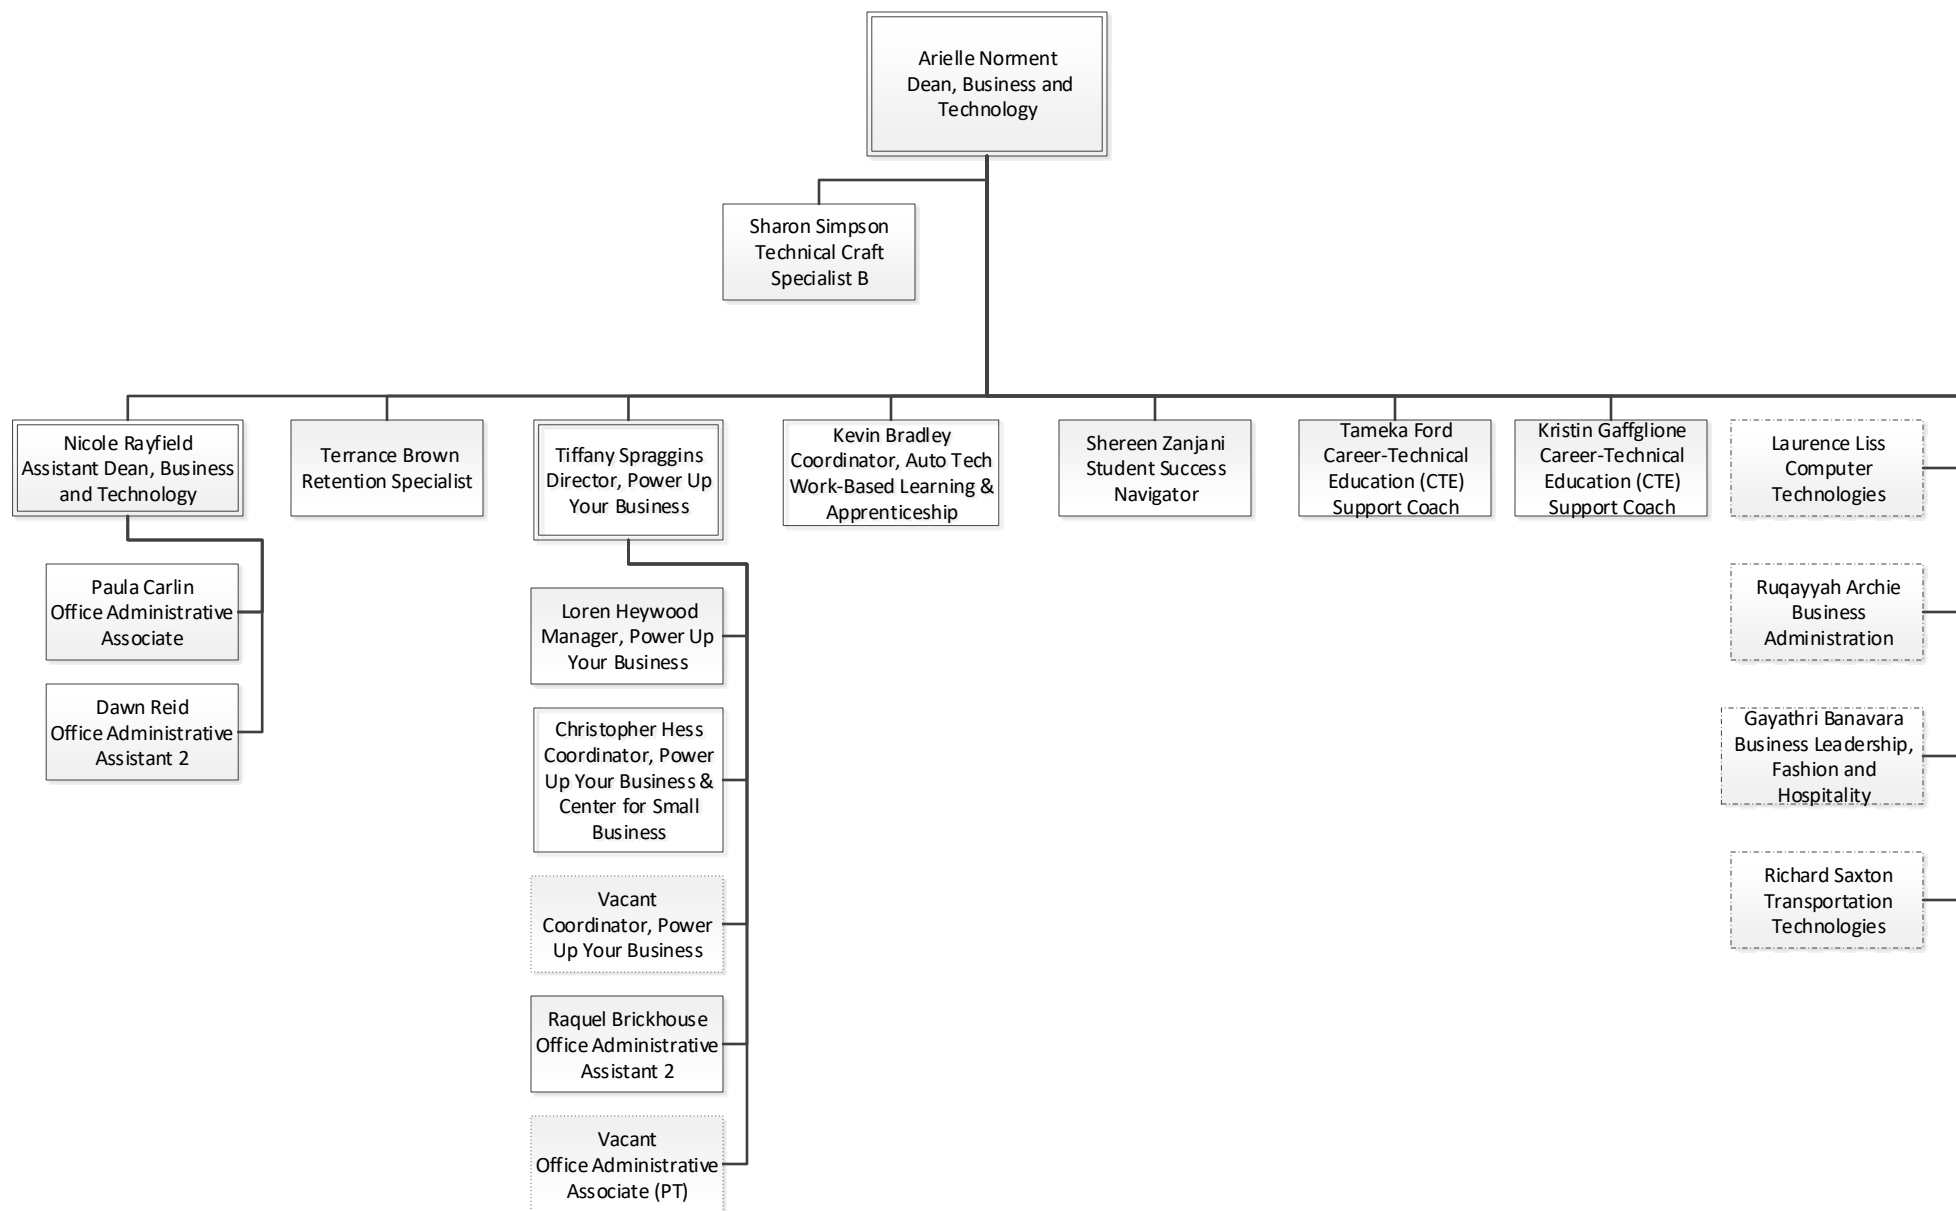 Arielle Norment
Dean, Business and
Technology
Sharon Simpson
Technical Craft
Specialist B
Nicole Rayfield
Assistant Dean, Business
and Technology
Terrance Brown
Retention Specialist
Tiffany Spraggins
Director, Power Up
Your Business
Kevin Bradley
Coordinator, Auto Tech
Work-Based Learning &
Apprenticeship
Shereen Zanjani
Student Success
Navigator
Tameka Ford
Career-Technical
Education (CTE)
Support Coach
Kristin Gaffglione
Career-Technical
Education (CTE)
Support Coach
Laurence Liss
Computer
Technologies
Paula Carlin
Office Administrative
Associate
Dawn Reid
Office Administrative
Assistant 2
Loren Heywood
Manager, Power Up
Your Business
Christopher Hess
Coordinator, Power
Up Your Business &
Center for Small
Business
Vacant
Coordinator, Power
Up Your Business
Raquel Brickhouse
Office Administrative
Assistant 2
Vacant
Office Administrative
Associate (PT)
Ruqayyah Archie
Business
Administration
Gayathri Banavara
Business Leadership,
Fashion and
Hospitality
Richard Saxton
Transportation
Technologies